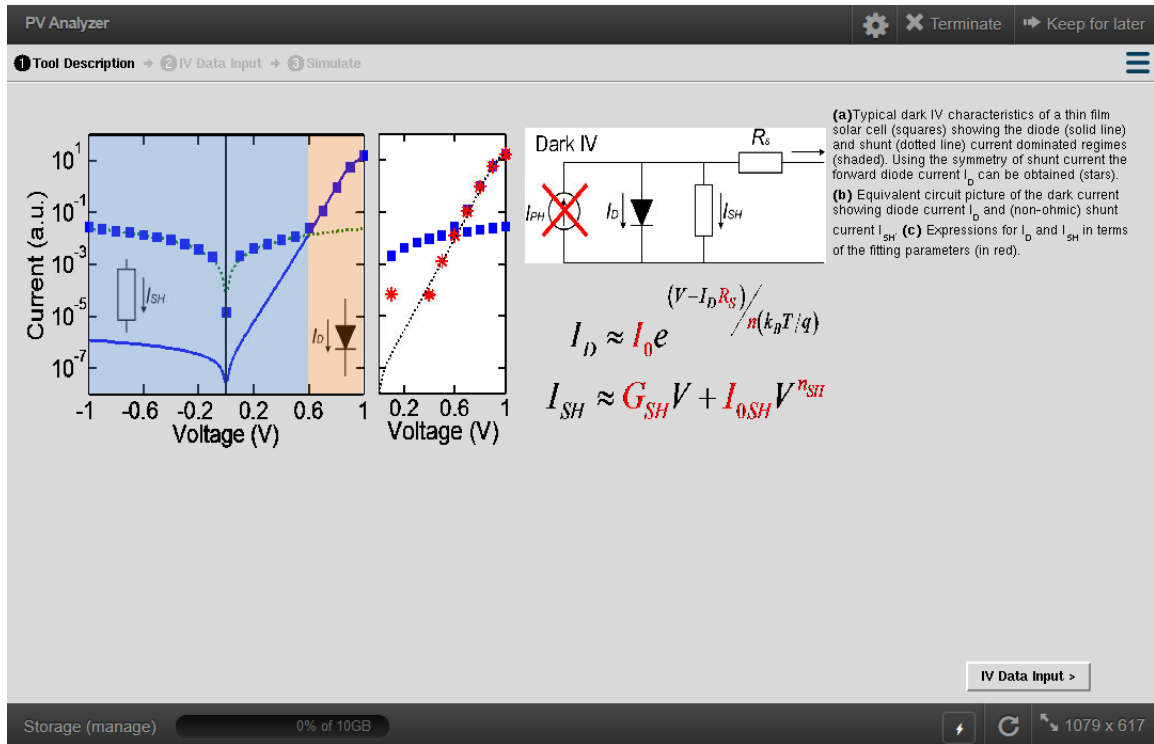 PV Analyzer
Terminate
Keep for later
1 Tool Description → 2 IV Data Input → 3 Simulate
10^1
10^-1
10^-3
10^-5
10^-7
Current (a.u.)
I_SH
I_D
-1 -0.6 -0.2 0.2 0.6 1
Voltage (V)
0.2 0.6 1
Voltage (V)
Dark IV
R_s
I_PH
I_D
I_SH
I_D ≈ I_0 e^((V−I_D R_S)/n(k_B T/q))
I_SH ≈ G_SH V + I_0SH V^n_SH
(a)Typical dark IV characteristics of a thin film
solar cell (squares) showing the diode (solid line)
and shunt (dotted line) current dominated regimes
(shaded). Using the symmetry of shunt current the
forward diode current I_D can be obtained (stars).
(b) Equivalent circuit picture of the dark current
showing diode current I_D and (non-ohmic) shunt
current I_SH. (c) Expressions for I_D and I_SH in terms
of the fitting parameters (in red).
IV Data Input >
Storage (manage)
0% of 10GB
1079 x 617